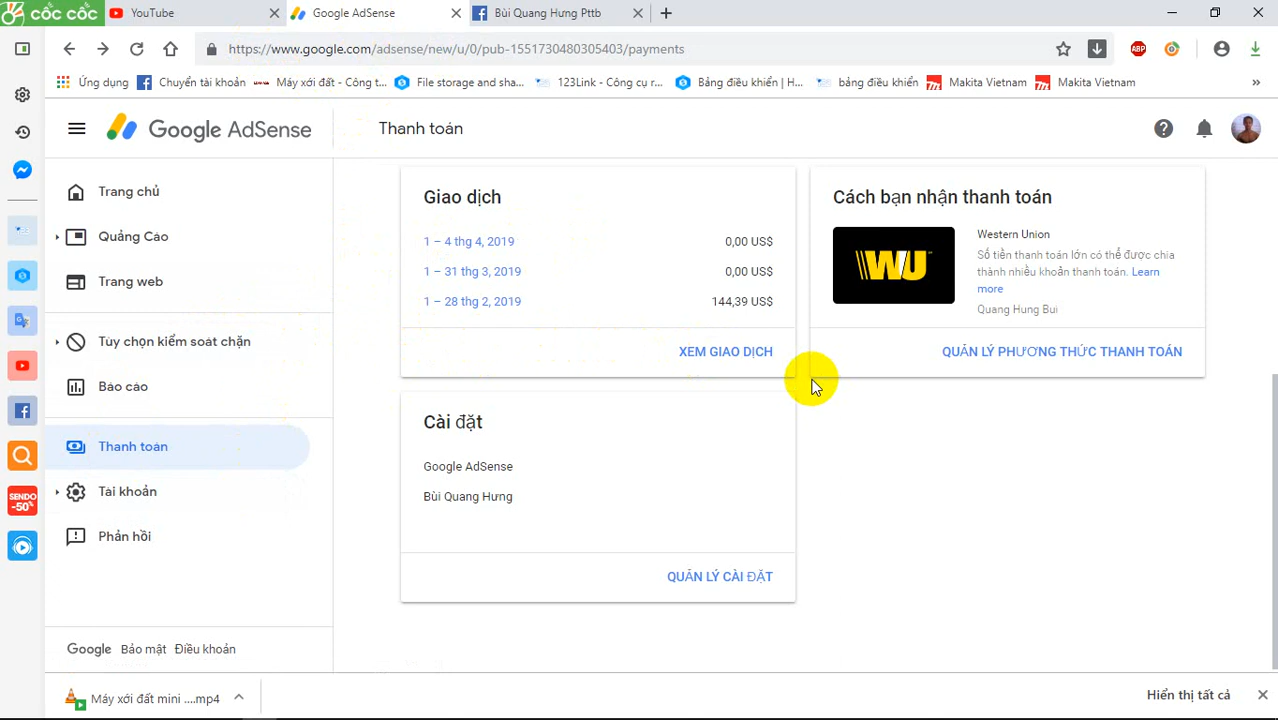 cốc cốc
YouTube
Google AdSense
Bùi Quang Hưng Pttb
https://www.google.com/adsense/new/u/0/pub-1551730480305403/payments
ABP
Ứng dụng
Chuyển tài khoản
Máy xới đất - Công t...
File storage and sha...
123Link - Công cụ r...
Bảng điều khiển | H...
bảng điều khiển
Makita Vietnam
Makita Vietnam
»
Google AdSense
Thanh toán
Trang chủ
Quảng Cáo
Trang web
Tùy chọn kiểm soát chặn
Báo cáo
Thanh toán
Tài khoản
Phản hồi
Google Bảo mật Điều khoản
Giao dịch
1 – 4 thg 4, 2019 0,00 US$
1 – 31 thg 3, 2019 0,00 US$
1 – 28 thg 2, 2019 144,39 US$
XEM GIAO DỊCH
Cách bạn nhận thanh toán
WU
Western Union
Số tiền thanh toán lớn có thể được chia
thành nhiều khoản thanh toán. Learn
more
Quang Hung Bui
QUẢN LÝ PHƯƠNG THỨC THANH TOÁN
Cài đặt
Google AdSense
Bùi Quang Hưng
QUẢN LÝ CÀI ĐẶT
SENDO
-50%
Máy xới đất mini ....mp4
Hiển thị tất cả